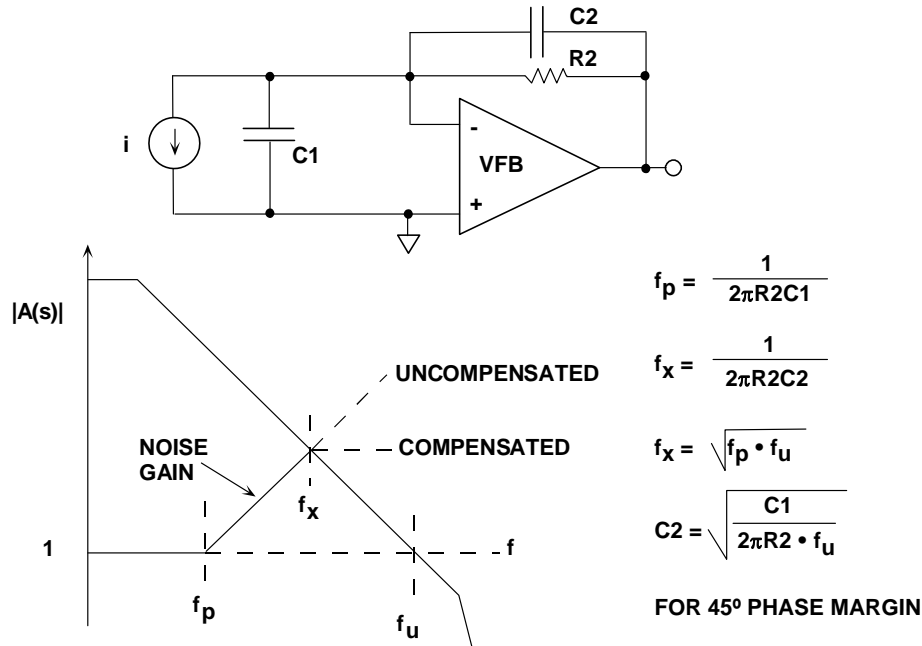 C2
R2
i
C1
-
VFB
+
|A(s)|
UNCOMPENSATED
COMPENSATED
NOISE
GAIN
fx
1
f
fp
fu
fp = 1 / 2πR2C1
fx = 1 / 2πR2C2
fx = √fp • fu
C2 = √C1 / 2πR2 • fu
FOR 45º PHASE MARGIN